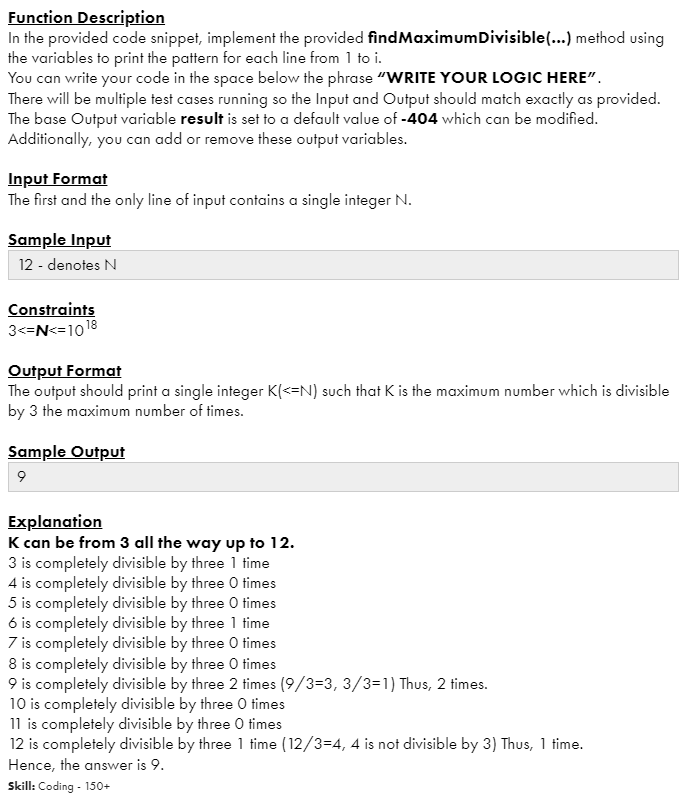 Function Description
In the provided code snippet, implement the provided findMaximumDivisible(...) method using
the variables to print the pattern for each line from 1 to i.
You can write your code in the space below the phrase “WRITE YOUR LOGIC HERE”.
There will be multiple test cases running so the Input and Output should match exactly as provided.
The base Output variable result is set to a default value of -404 which can be modified.
Additionally, you can add or remove these output variables.
Input Format
The first and the only line of input contains a single integer N.
Sample Input
12 - denotes N
Constraints
3<=N<=10^18
Output Format
The output should print a single integer K(<=N) such that K is the maximum number which is divisible
by 3 the maximum number of times.
Sample Output
9
Explanation
K can be from 3 all the way up to 12.
3 is completely divisible by three 1 time
4 is completely divisible by three 0 times
5 is completely divisible by three 0 times
6 is completely divisible by three 1 time
7 is completely divisible by three 0 times
8 is completely divisible by three 0 times
9 is completely divisible by three 2 times (9/3=3, 3/3=1) Thus, 2 times.
10 is completely divisible by three 0 times
11 is completely divisible by three 0 times
12 is completely divisible by three 1 time (12/3=4, 4 is not divisible by 3) Thus, 1 time.
Hence, the answer is 9.
Skill: Coding - 150+